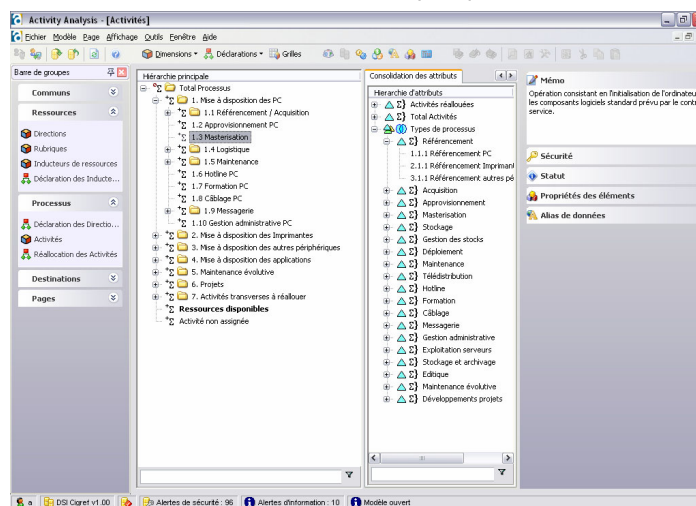 Activity Analysis - [Activités]
Fichier Modèle Page Affichage Outils Fenêtre Aide
Dimensions Déclarations Grilles
Barre de groupes
Communs
Ressources
Directions
Rubriques
Inducteurs de ressources
Déclaration des Inducte...
Processus
Déclaration des Directio...
Activités
Réallocation des Activités
Destinations
Pages
Hiérarchie principale
Total Processus
1. Mise à disposition des PC
1.1 Référencement / Acquisition
1.2 Approvisionnement PC
1.3 Masterisation
1.4 Logistique
1.5 Maintenance
1.6 Hotline PC
1.7 Formation PC
1.8 Câblage PC
1.9 Messagerie
1.10 Gestion administrative PC
2. Mise à disposition des Imprimantes
3. Mise à disposition des autres périphériques
4. Mise à disposition des applications
5. Maintenance évolutive
6. Projets
7. Activités transverses à réallouer
Ressources disponibles
Activité non assignée
Consolidation des attributs
Hierarchie d'attributs
Activités réallouées
Total Activités
Types de processus
Référencement
1.1.1 Référencement PC
2.1.1 Référencement Imprimant
3.1.1 Référencement autres pé
Acquisition
Approvisionnement
Masterisation
Stockage
Gestion des stocks
Déploiement
Maintenance
Télédistribution
Hotline
Formation
Câblage
Messagerie
Gestion administrative
Exploitation serveurs
Stockage et archivage
Editique
Maintenance évolutive
Développements projets
Mémo
Opération consistant en l'initialisation de l'ordinateu
les composants logiciels standard prévu par le contr
service.
Sécurité
Statut
Propriétés des éléments
Alias de données
a DSI Cigref v1.00 Alertes de sécurité : 96 Alertes d'information : 10 Modèle ouvert